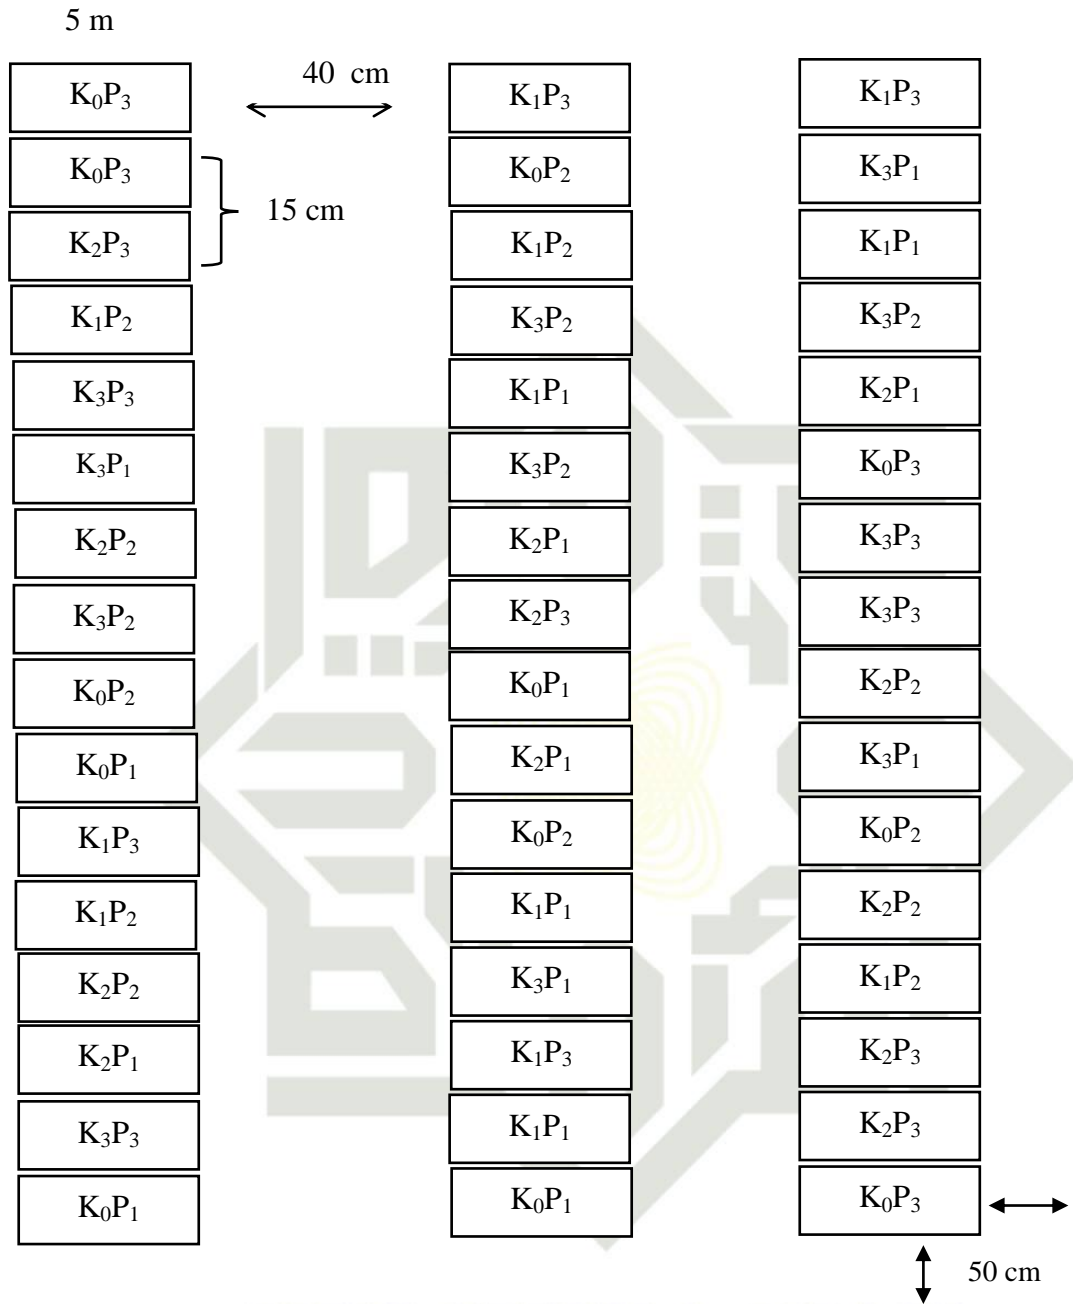 5 m
40 cm
K₀P₃
K₀P₃
15 cm
K₂P₃
K₁P₂
K₃P₃
K₃P₁
K₂P₂
K₃P₂
K₀P₂
K₀P₁
K₁P₃
K₁P₂
K₂P₂
K₂P₁
K₃P₃
K₀P₁
K₁P₃
K₀P₂
K₁P₂
K₃P₂
K₁P₁
K₃P₂
K₂P₁
K₂P₃
K₀P₁
K₂P₁
K₀P₂
K₁P₁
K₃P₁
K₁P₃
K₁P₁
K₀P₁
K₁P₃
K₃P₁
K₁P₁
K₃P₂
K₂P₁
K₀P₃
K₃P₃
K₃P₃
K₂P₂
K₃P₁
K₀P₂
K₂P₂
K₁P₂
K₂P₃
K₂P₃
K₀P₃
50 cm